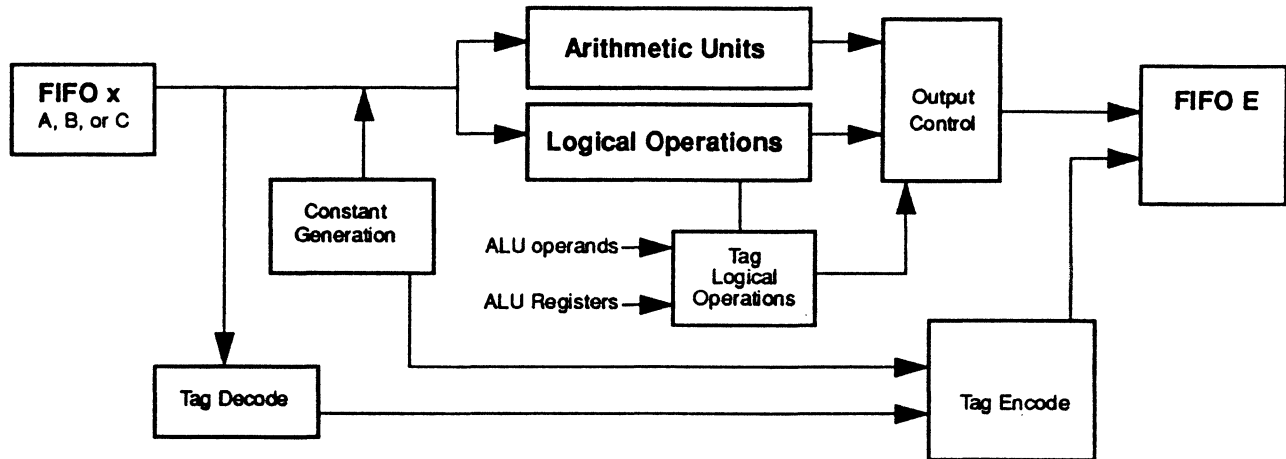 FIFO x
A, B, or C
Arithmetic Units
Logical Operations
Output
Control
FIFO E
Constant
Generation
ALU operands
ALU Registers
Tag
Logical
Operations
Tag Decode
Tag Encode